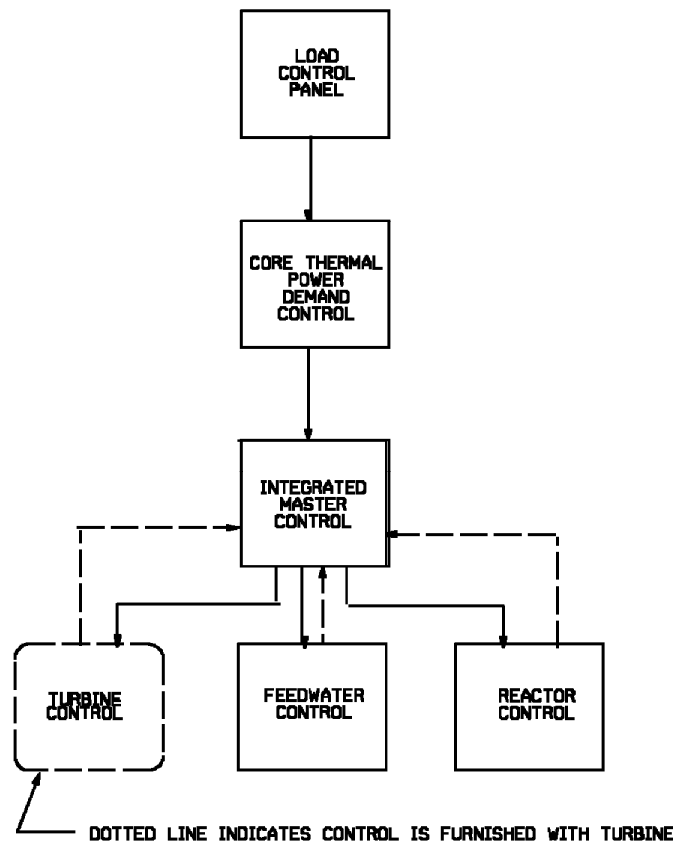 LOAD
CONTROL
PANEL
CORE THERMAL
POWER
DEMAND
CONTROL
INTEGRATED
MASTER
CONTROL
TURBINE
CONTROL
FEEDWATER
CONTROL
REACTOR
CONTROL
DOTTED LINE INDICATES CONTROL IS FURNISHED WITH TURBINE